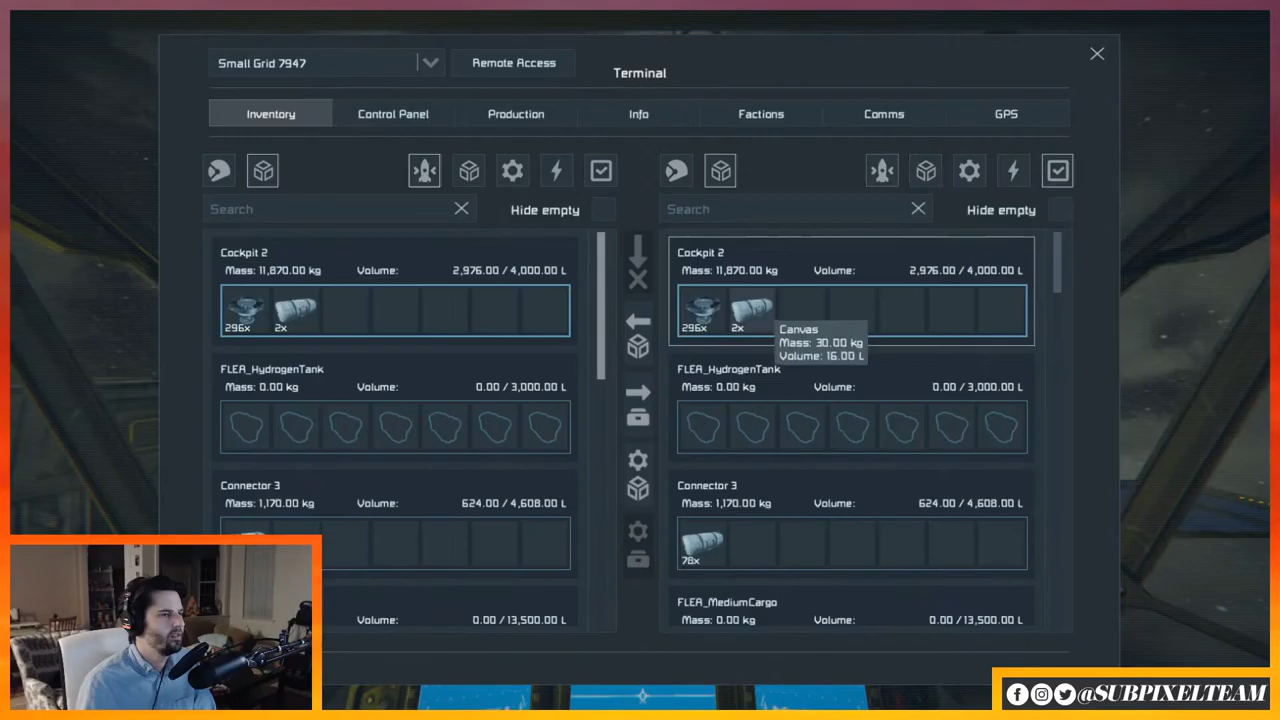 Small Grid 7947
Remote Access
Terminal
Inventory
Control Panel
Production
Info
Factions
Comms
GPS
Search
Hide empty
Search
Hide empty
Cockpit 2
Mass: 11,870.00 kg
Volume:
2,976.00 / 4,000.00 L
296x
2x
FLEA_HydrogenTank
Mass: 0.00 kg
Volume:
0.00 / 3,000.00 L
Connector 3
Mass: 1,170.00 kg
Volume:
624.00 / 4,608.00 L
Volume:
0.00 / 13,500.00 L
Cockpit 2
Mass: 11,870.00 kg
Volume:
2,976.00 / 4,000.00 L
296x
2x
Canvas
Mass: 30.00 kg
Volume: 16.00 L
FLEA_HydrogenTank
Mass: 0.00 kg
Volume:
0.00 / 3,000.00 L
Connector 3
Mass: 1,170.00 kg
Volume:
624.00 / 4,608.00 L
78x
FLEA_MediumCargo
Mass: 0.00 kg
Volume:
0.00 / 13,500.00 L
@SUBPIXELTEAM